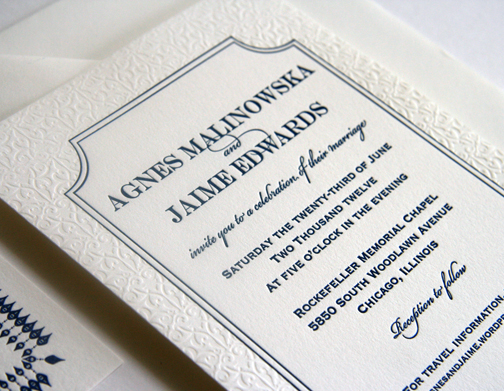 AGNES MALINOWSKA
and
JAIME EDWARDS
invite you to a celebration of their marriage
SATURDAY THE TWENTY-THIRD OF JUNE
TWO THOUSAND TWELVE
AT FIVE O'CLOCK IN THE EVENING
ROCKEFELLER MEMORIAL CHAPEL
5850 SOUTH WOODLAWN AVENUE
CHICAGO, ILLINOIS
Reception to follow
FOR TRAVEL INFORMATION